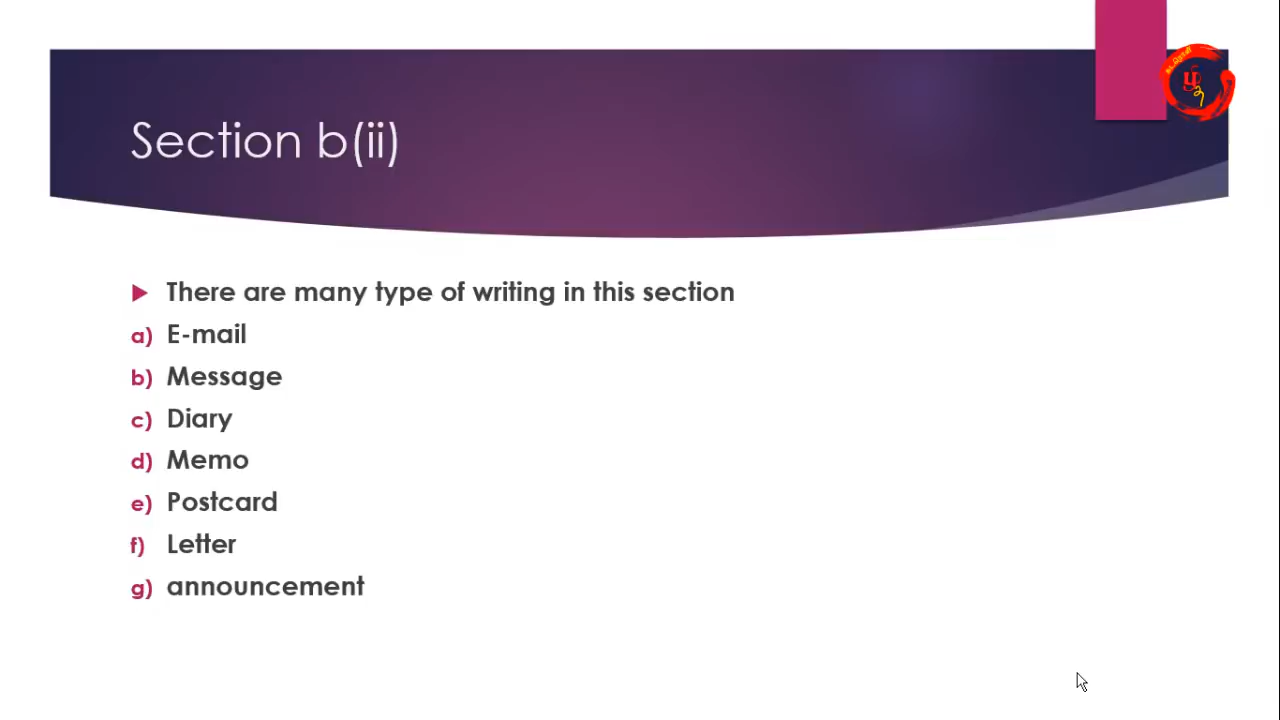 Section b(ii)
There are many type of writing in this section
a) E-mail
b) Message
c) Diary
d) Memo
e) Postcard
f) Letter
g) announcement